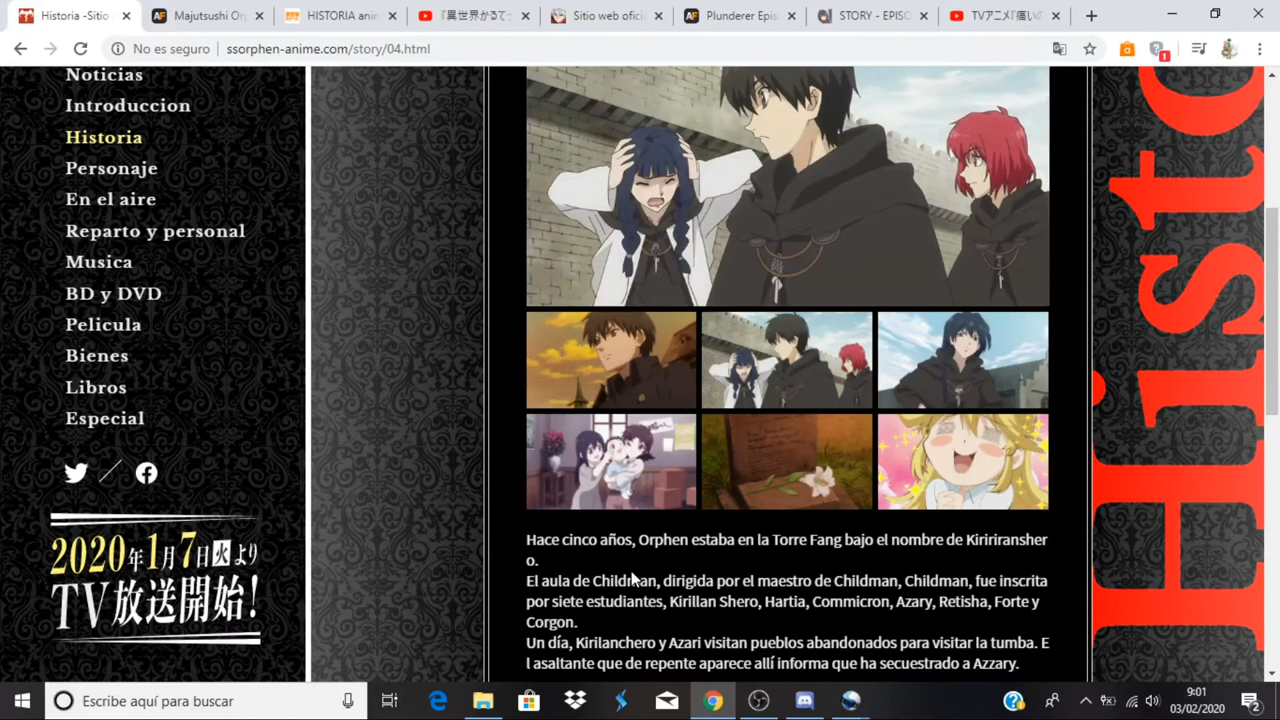 Historia -Sitio
Majutsushi Or
HISTORIA ani
『異世界かるてっ
Sitio web ofici
Plunderer Epis
STORY - EPISO
TVアニメ『痛いの
No es seguro
ssorphen-anime.com/story/04.html
1
Noticias
Introduccion
Historia
Personaje
En el aire
Reparto y personal
Musica
BD y DVD
Pelicula
Bienes
Libros
Especial
2020年1月7日火より
TV放送開始!
Hace cinco años, Orphen estaba en la Torre Fang bajo el nombre de Kiririransher
o.
El aula de Childman, dirigida por el maestro de Childman, Childman, fue inscrita
por siete estudiantes, Kirillan Shero, Hartia, Commicron, Azary, Retisha, Forte y
Corgon.
Un día, Kirilanchero y Azari visitan pueblos abandonados para visitar la tumba. E
l asaltante que de repente aparece allí informa que ha secuestrado a Azzary.
Histo
Hist
Escribe aquí para buscar
9:01
03/02/2020
2